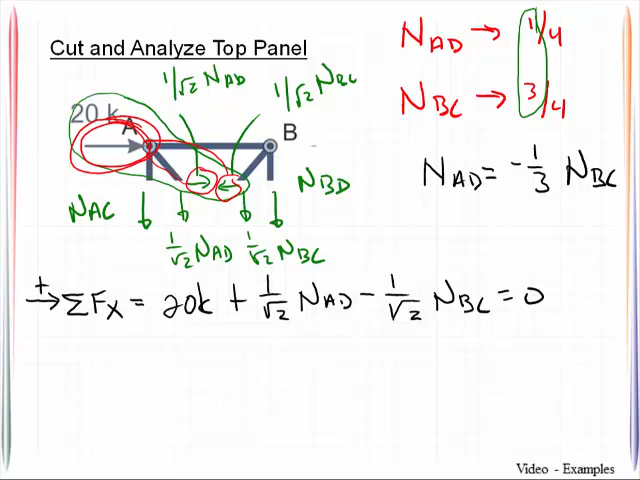 Cut and Analyze Top Panel
N_AD → 1/4
1/√2 N_AD 1/√2 N_BC
N_BC → 3/4
20 k A B
N_AD = -1/3 N_BC
N_AC N_BD
1/√2 N_AD 1/√2 N_BC
+→ ΣF_X = 20k + 1/√2 N_AD - 1/√2 N_BC = 0
Video - Examples